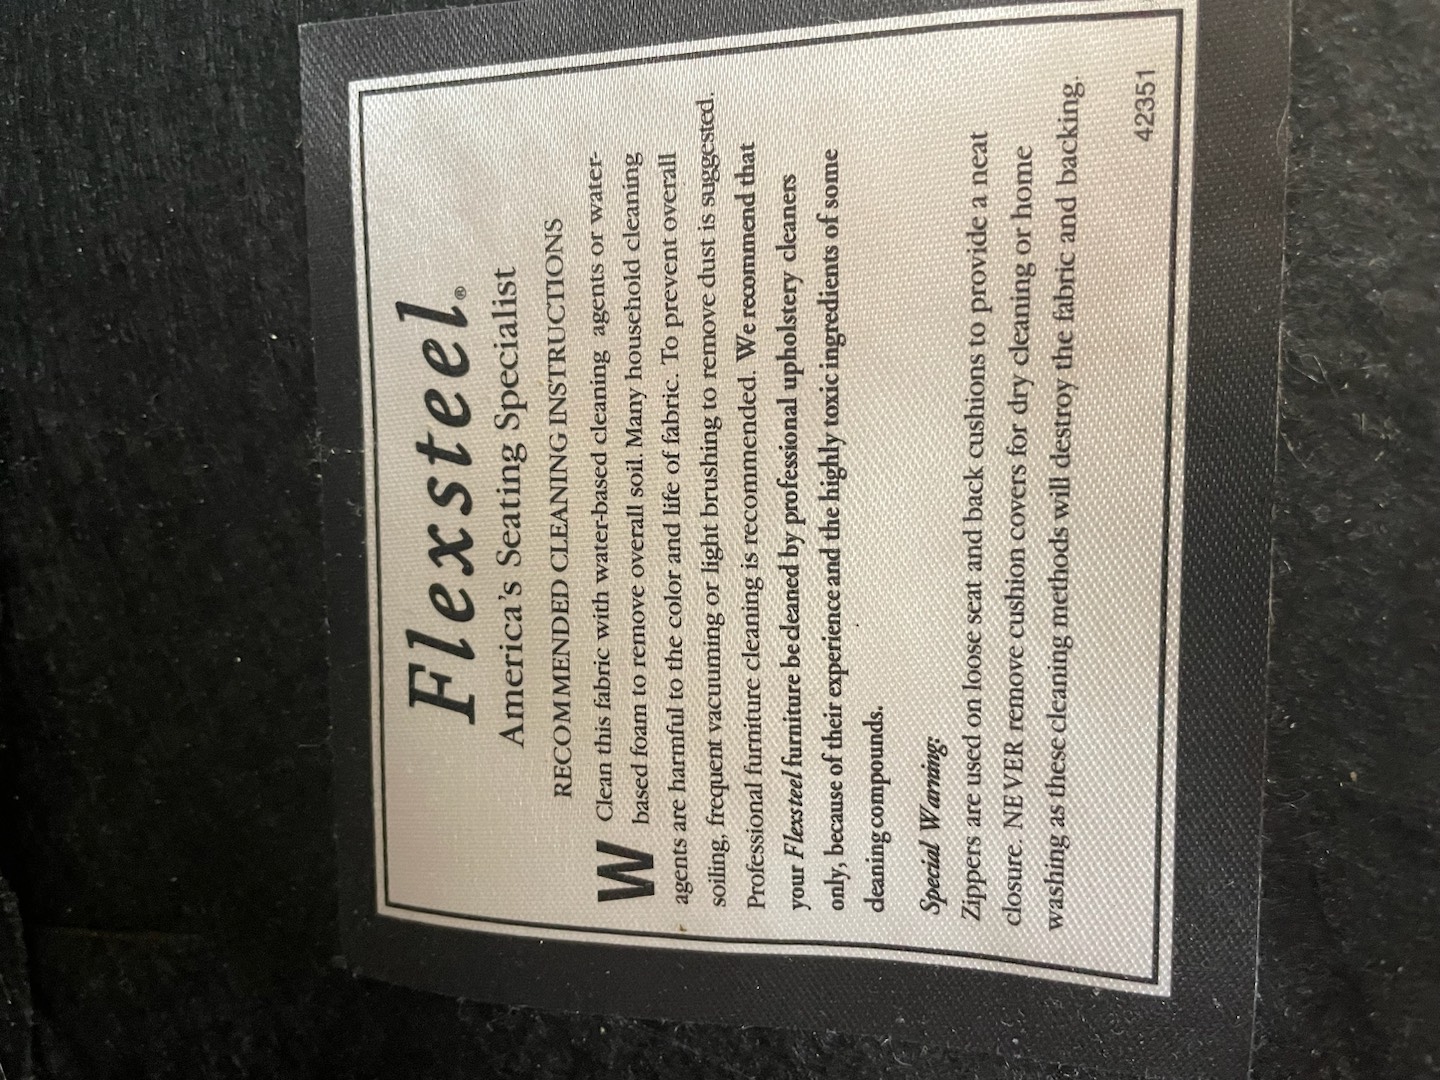 Flexsteel®
America's Seating Specialist
RECOMMENDED CLEANING INSTRUCTIONS
W Clean this fabric with water-based cleaning agents or water-
based foam to remove overall soil. Many household cleaning
agents are harmful to the color and life of fabric. To prevent overall
soiling, frequent vacuuming or light brushing to remove dust is suggested.
Professional furniture cleaning is recommended. We recommend that
your Flexsteel furniture be cleaned by professional upholstery cleaners
only, because of their experience and the highly toxic ingredients of some
cleaning compounds.
Special Warning:
Zippers are used on loose seat and back cushions to provide a neat
closure. NEVER remove cushion covers for dry cleaning or home
washing as these cleaning methods will destroy the fabric and backing.
42351